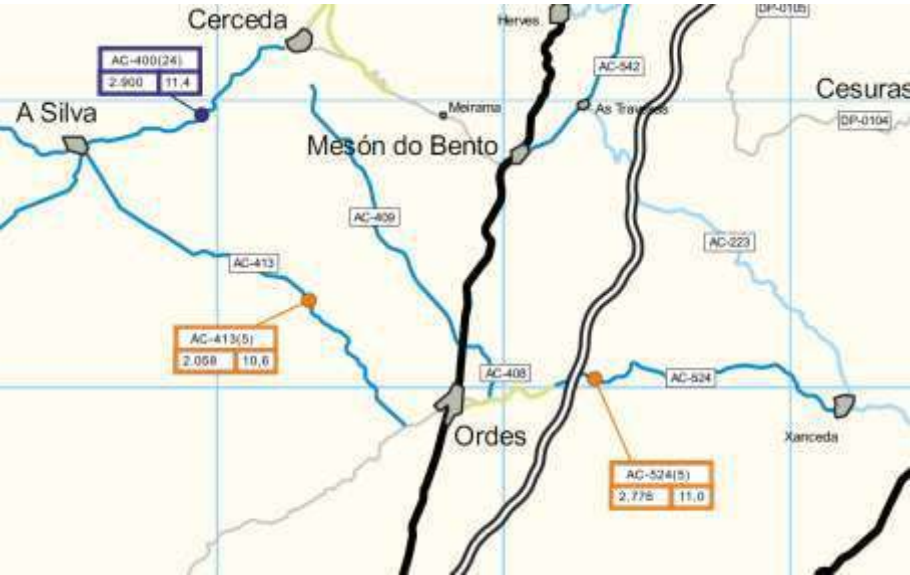 DP-0105
Cerceda
Herves
AC-400(24)
2.900 11,4
AC-542
Cesuras
A Silva
Meirama
As Travesas
DP-0104
Mesón do Bento
AC-409
AC-223
AC-413
AC-413(5)
2.058 10,6
AC-408
AC-524
Ordes
Xanceda
AC-524(5)
2.776 11,0